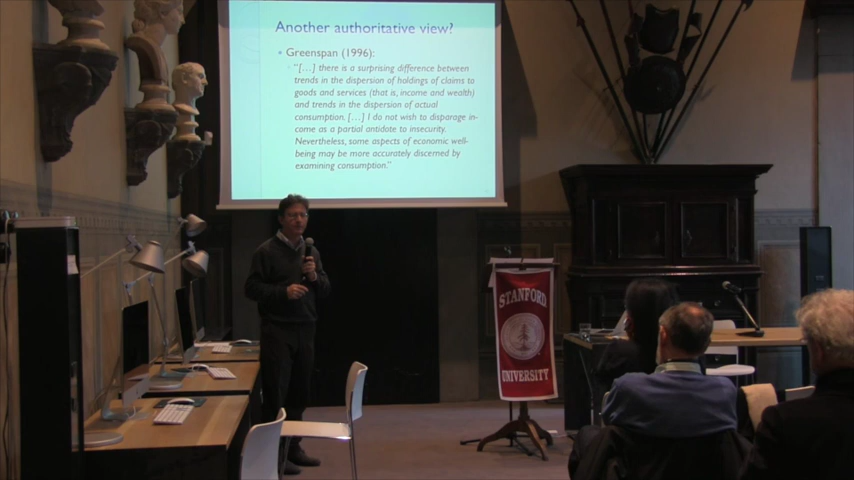 Another authoritative view?
• Greenspan (1996):
"[…] there is a surprising difference between
trends in the dispersion of holdings of claims to
goods and services (that is, income and wealth)
and trends in the dispersion of actual
consumption. […] I do not wish to disparage in-
come as a partial antidote to insecurity.
Nevertheless, some aspects of economic well-
being may be more accurately discerned by
examining consumption."
STANFORD
UNIVERSITY